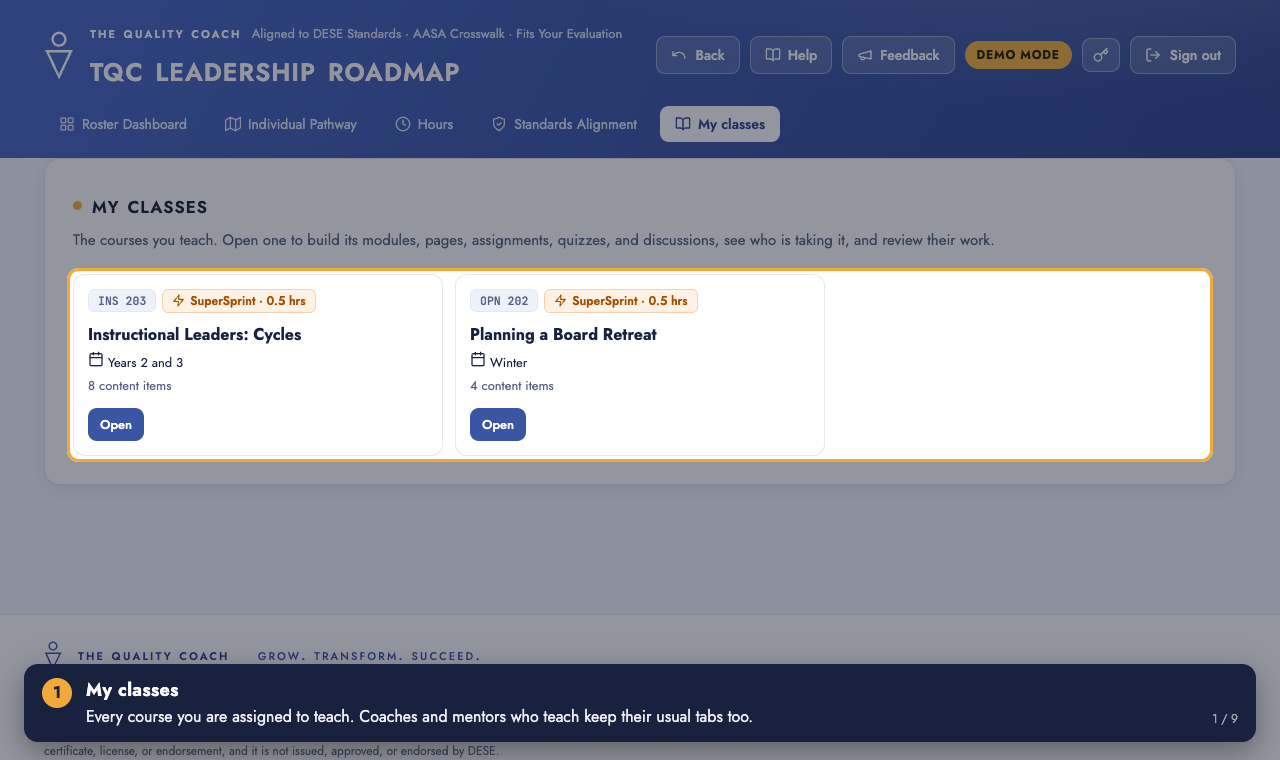 THE QUALITY COACH Aligned to DESE Standards · AASA Crosswalk · Fits Your Evaluation
TQC LEADERSHIP ROADMAP
Back
Help
Feedback
DEMO MODE
Sign out
Roster Dashboard
Individual Pathway
Hours
Standards Alignment
My classes
MY CLASSES
The courses you teach. Open one to build its modules, pages, assignments, quizzes, and discussions, see who is taking it, and review their work.
INS 203
SuperSprint · 0.5 hrs
Instructional Leaders: Cycles
Years 2 and 3
8 content items
Open
OPN 202
SuperSprint · 0.5 hrs
Planning a Board Retreat
Winter
4 content items
Open
THE QUALITY COACH
GROW. TRANSFORM. SUCCEED.
1
My classes
Every course you are assigned to teach. Coaches and mentors who teach keep their usual tabs too.
1 / 9
certificate, license, or endorsement, and it is not issued, approved, or endorsed by DESE.